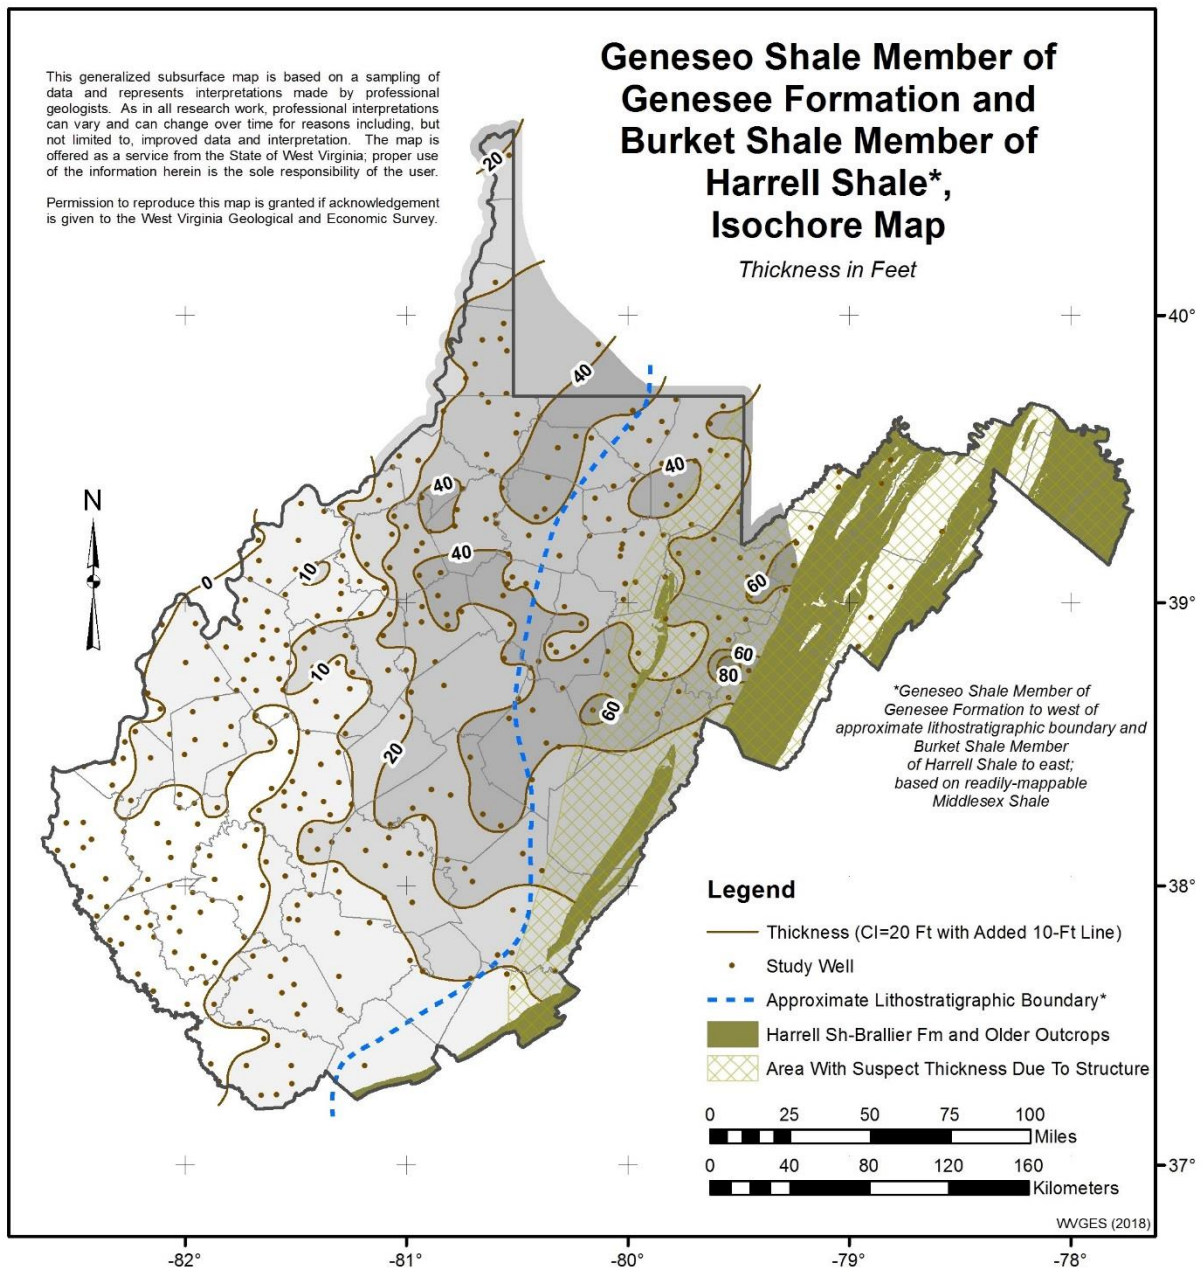 Geneseo Shale Member of
Genesee Formation and
Burket Shale Member of
Harrell Shale*,
Isochore Map
Thickness in Feet
This generalized subsurface map is based on a sampling of
data and represents interpretations made by professional
geologists. As in all research work, professional interpretations
can vary and can change over time for reasons including, but
not limited to, improved data and interpretation. The map is
offered as a service from the State of West Virginia; proper use
of the information herein is the sole responsibility of the user.
Permission to reproduce this map is granted if acknowledgement
is given to the West Virginia Geological and Economic Survey.
20
40°
40
40
40
N
40
0
10
60
39°
60
10
80
60
20
*Geneseo Shale Member of
Genesee Formation to west of
approximate lithostratigraphic boundary and
Burket Shale Member
of Harrell Shale to east;
based on readily-mappable
Middlesex Shale
38°
Legend
Thickness (CI=20 Ft with Added 10-Ft Line)
Study Well
Approximate Lithostratigraphic Boundary*
Harrell Sh-Brallier Fm and Older Outcrops
Area With Suspect Thickness Due To Structure
0 25 50 75 100
Miles
0 40 80 120 160
Kilometers
37°
WVGES (2018)
-82° -81° -80° -79° -78°